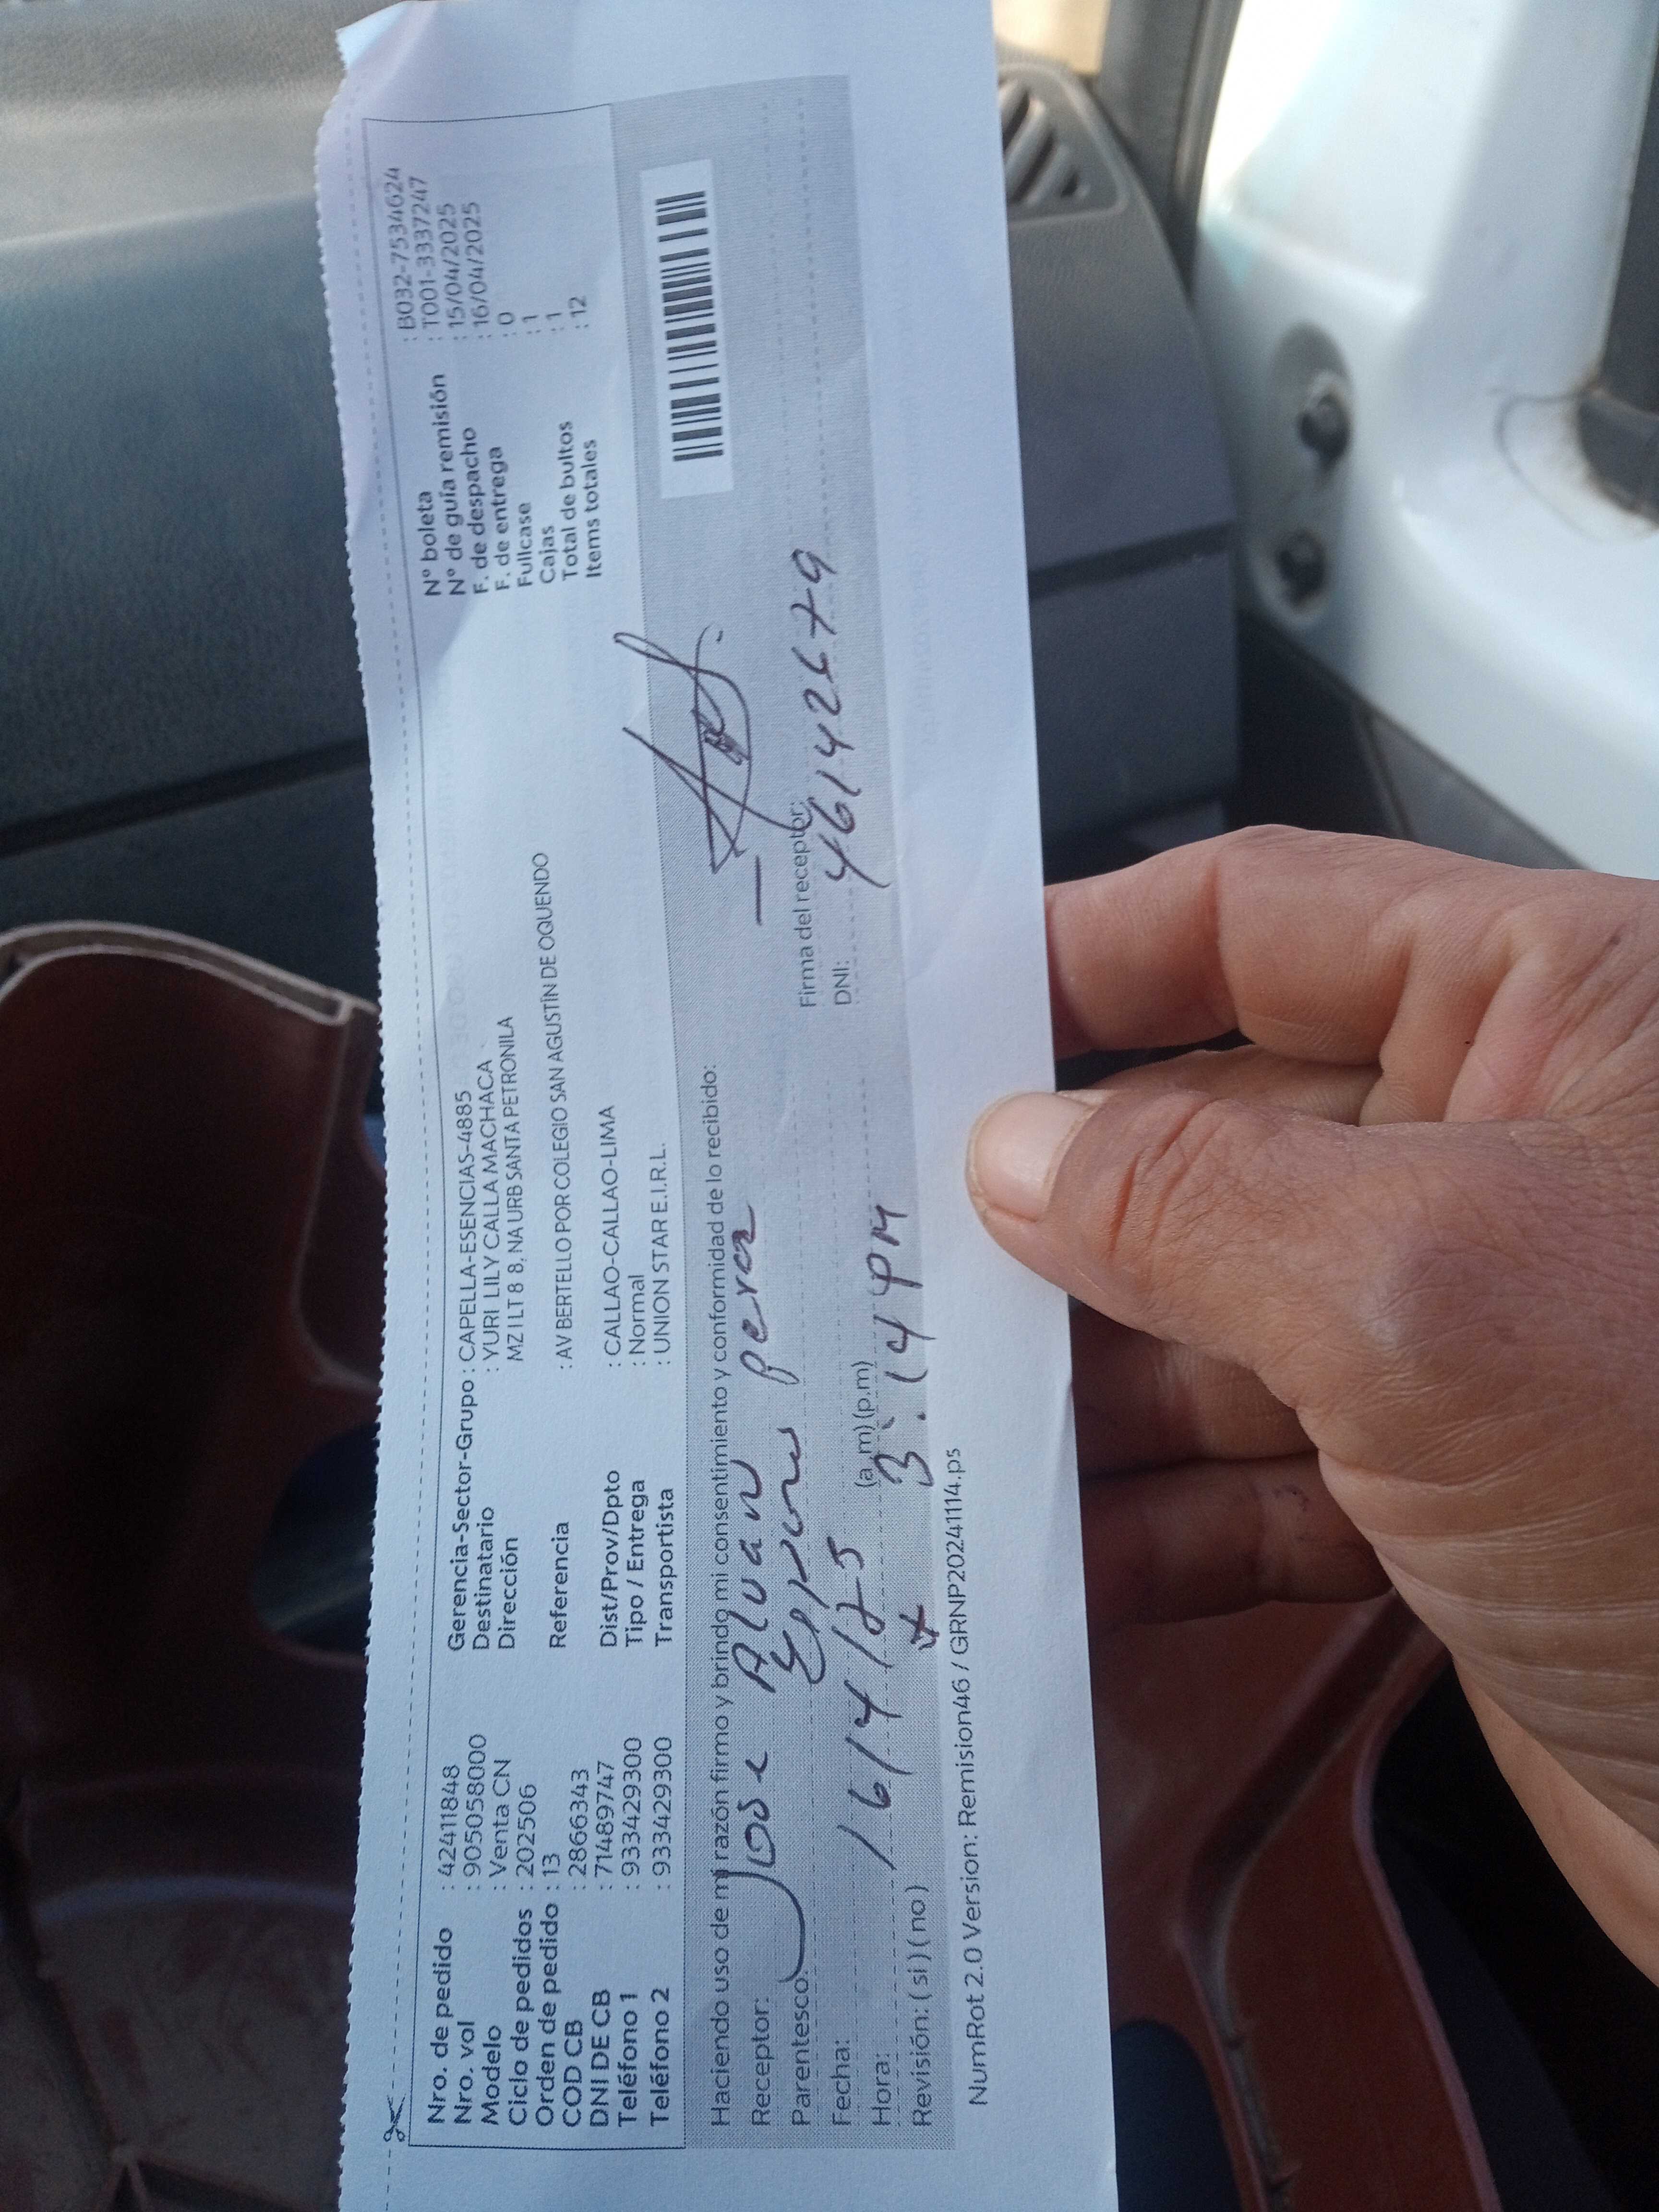 Nro. de pedido : 42411848
Nro. vol : 905058000
Modelo : Venta CN
Ciclo de pedidos : 202506
Orden de pedido : 13
COD CB : 2866343
DNI DE CB : 71489747
Teléfono 1 : 933429300
Teléfono 2 : 933429300
Gerencia-Sector-Grupo : CAPELLA-ESENCIAS-4885
Destinatario : YURI LILY CALLA MACHACA
Dirección MZ I LT 8 8, NA URB SANTA PETRONILA
Referencia : AV BERTELLO POR COLEGIO SAN AGUSTÍN DE OQUENDO
Dist/Prov/Dpto : CALLAO-CALLAO-LIMA
Tipo / Entrega : Normal
Transportista : UNION STAR E.I.R.L.
N° boleta : B032-7534624
N° de guía remisión : T001-3337247
F. de despacho : 15/04/2025
F. de entrega : 16/04/2025
Fullcase : 0
Cajas : 1
Total de bultos : 1
Items totales : 12
Haciendo uso de mi razón firmo y brindo mi consentimiento y conformidad de lo recibido:
Receptor: Jose Alvan perez
Parentesco:
Fecha: 16/4/25
Hora: (a.m)(p.m) 3:14 PM
Revisión: ( si ) ( no )
Firma del receptor:
DNI: 46142679
NumRot 2.0 Version: Remision46 / GRNP20241114.ps